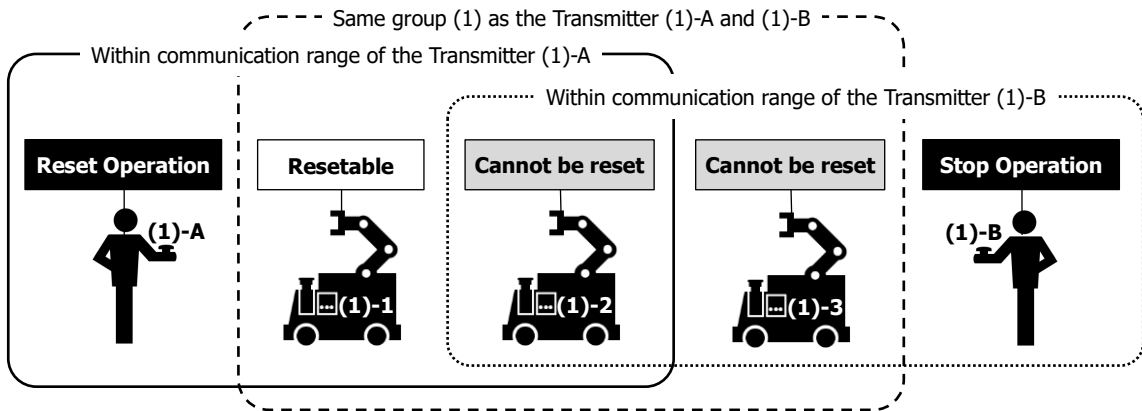 Same group (1) as the Transmitter (1)-A and (1)-B
Within communication range of the Transmitter (1)-A
Within communication range of the Transmitter (1)-B
Reset Operation
Resetable
Cannot be reset
Cannot be reset
Stop Operation
(1)-A
(1)-1
(1)-2
(1)-3
(1)-B